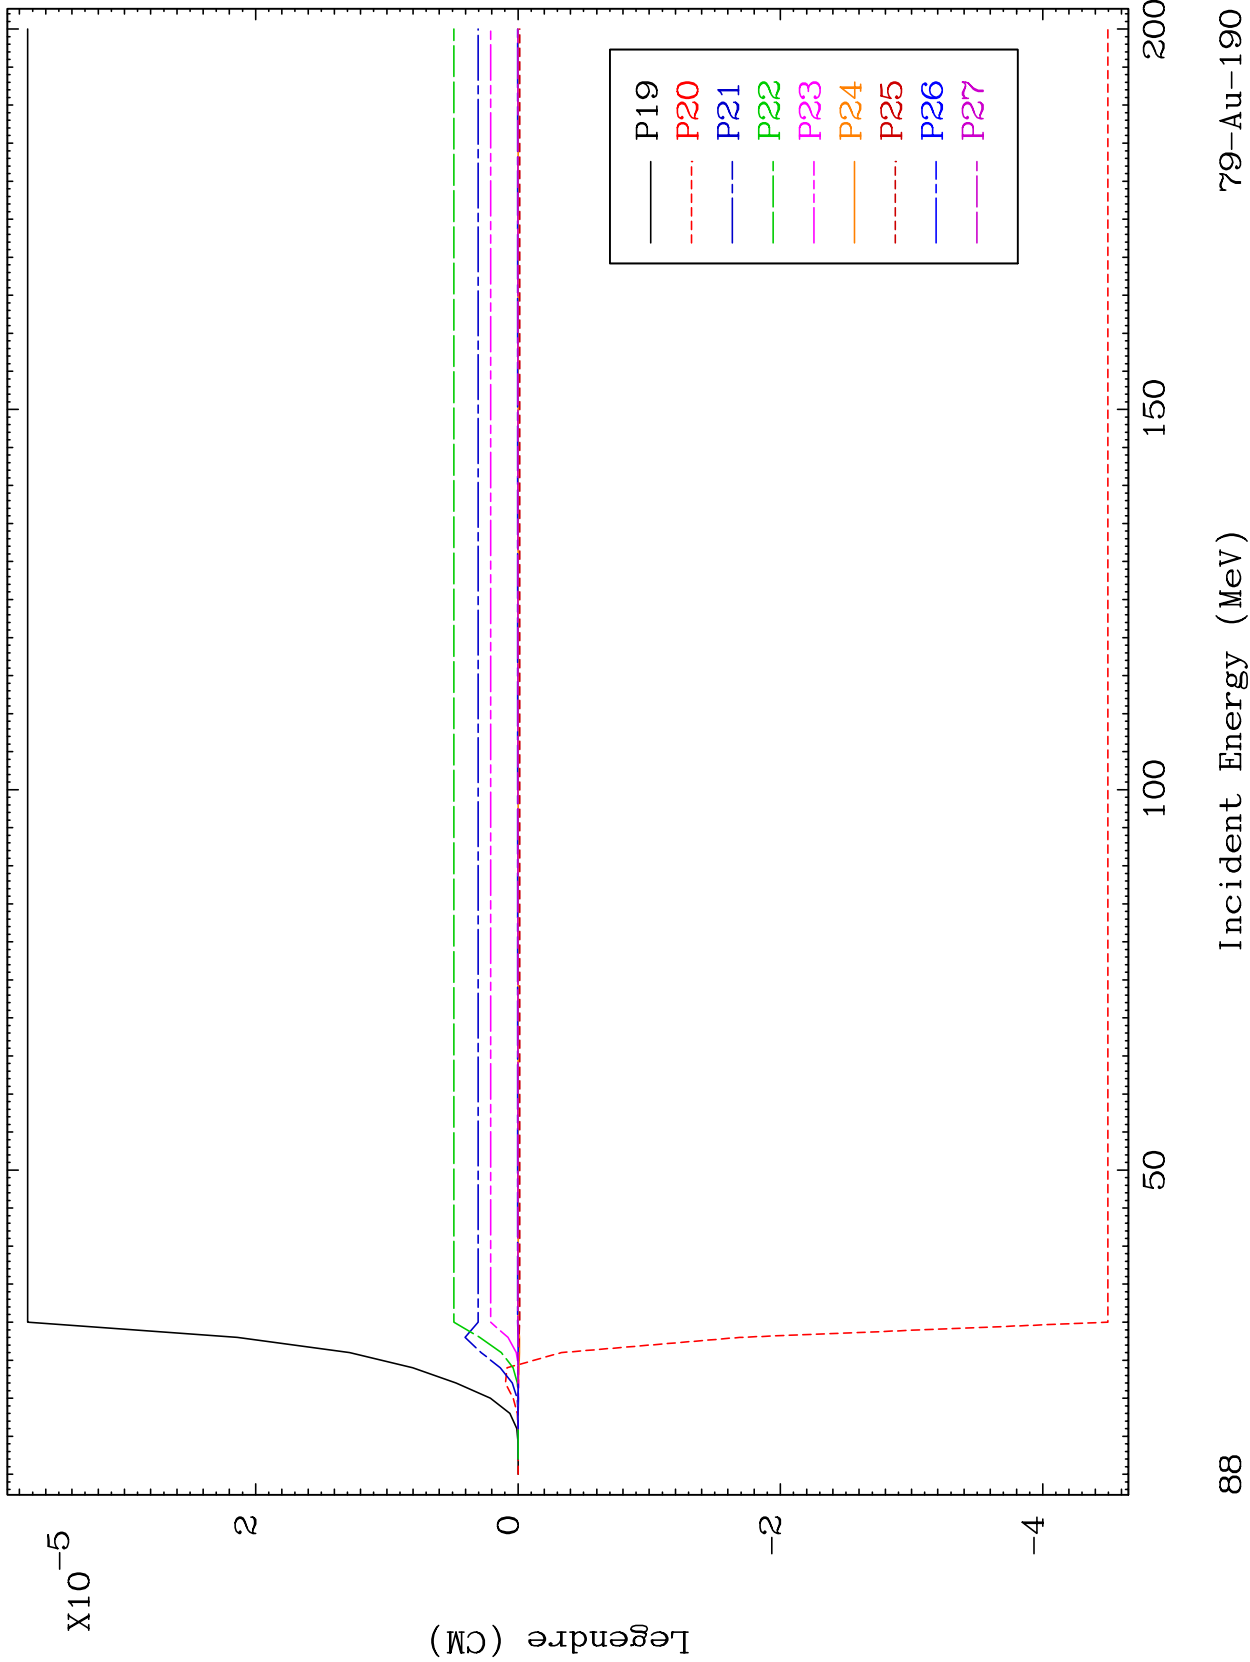 X10⁻⁵
2
0
-2
-4
Legendre (CM)
P19
P20
P21
P22
P23
P24
P25
P26
P27
50
100
150
200
Incident Energy (MeV)
88
79-Au-190